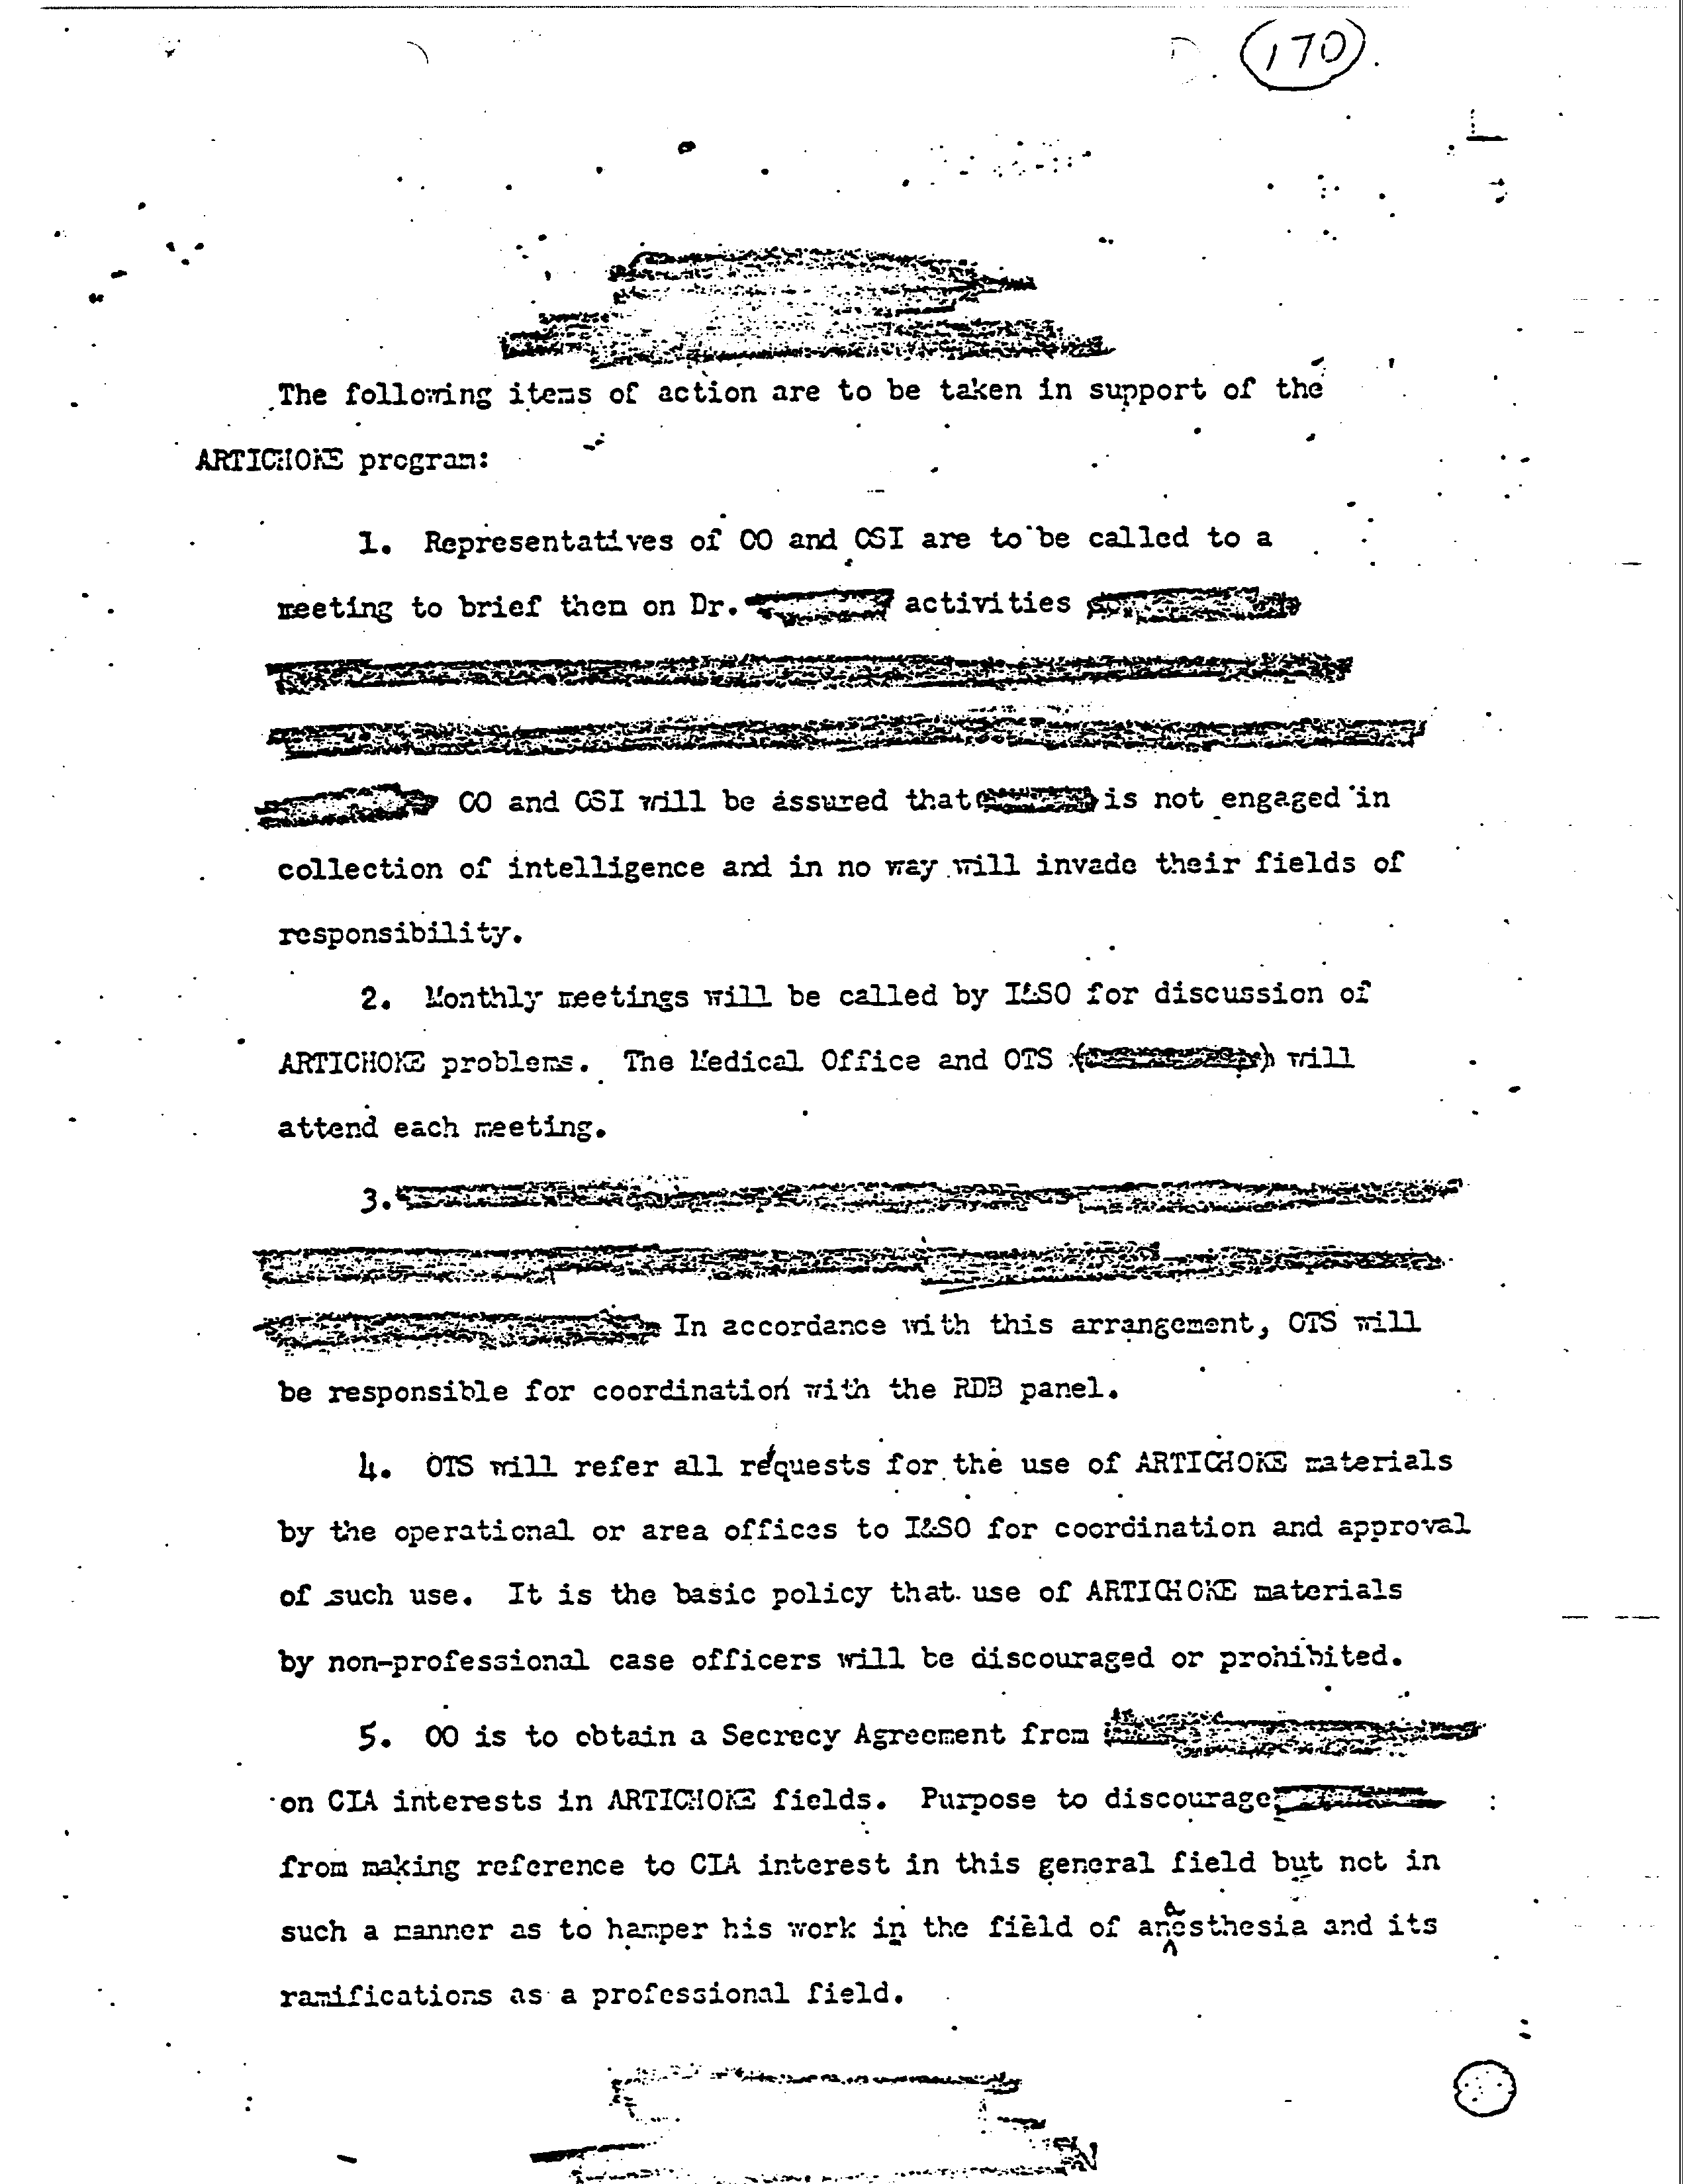 170
The following items of action are to be taken in support of the
ARTICHOKE program:
1. Representatives of OO and OSI are to be called to a
meeting to brief them on Dr. activities
OO and OSI will be assured that is not engaged in
collection of intelligence and in no way will invade their fields of
responsibility.
2. Monthly meetings will be called by I&SO for discussion of
ARTICHOKE problems. The Medical Office and OTS ( ) will
attend each meeting.
3.
In accordance with this arrangement, OTS will
be responsible for coordination with the RDB panel.
4. OTS will refer all requests for the use of ARTICHOKE materials
by the operational or area offices to I&SO for coordination and approval
of such use. It is the basic policy that use of ARTICHOKE materials
by non-professional case officers will be discouraged or prohibited.
5. OO is to obtain a Secrecy Agreement from
on CIA interests in ARTICHOKE fields. Purpose to discourage
from making reference to CIA interest in this general field but not in
such a manner as to hamper his work in the field of anaesthesia and its
ramifications as a professional field.